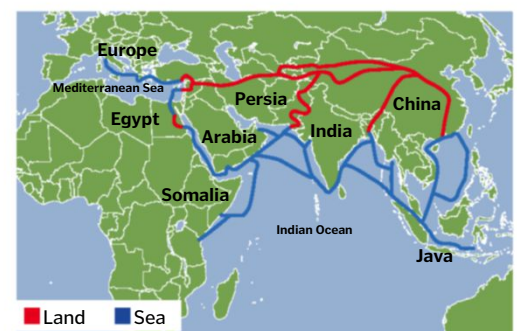 Europe
Mediterranean Sea
Egypt
Persia
China
Arabia
India
Somalia
Indian Ocean
Java
Land
Sea